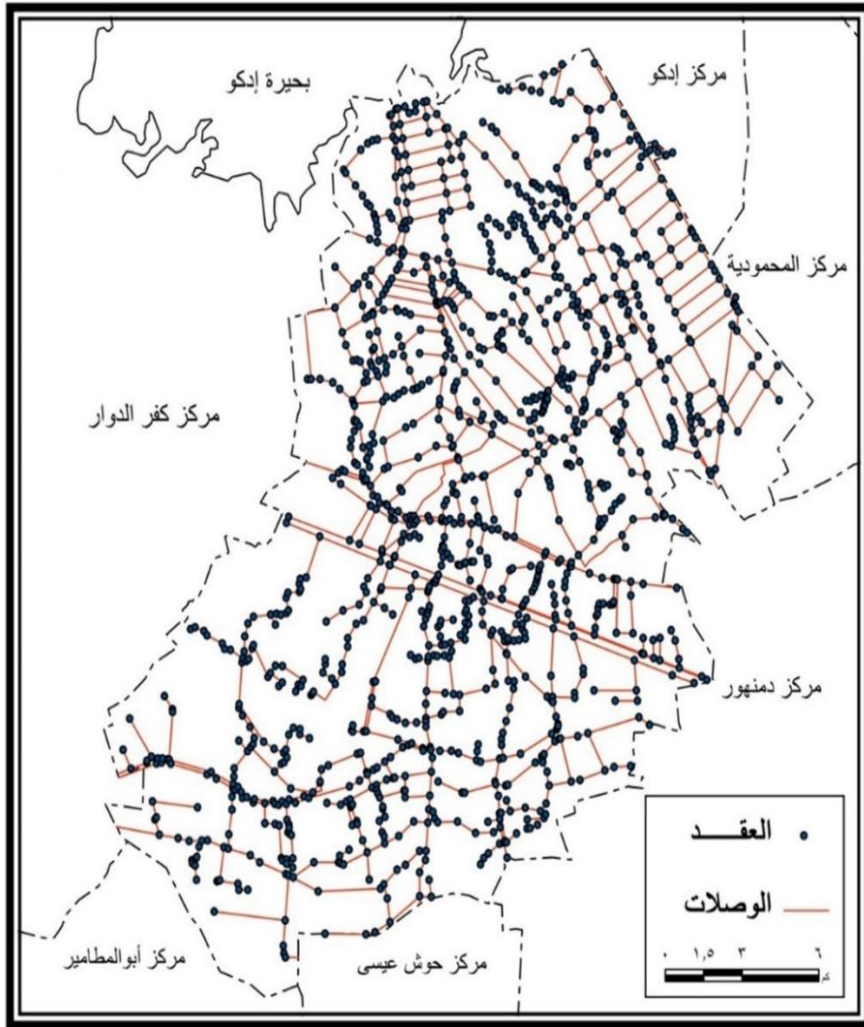 بحيرة إدكو
مركز إدكو
مركز المحمودية
مركز كفر الدوار
مركز دمنهور
العقـــــد
الوصلات
٠ ١,٥ ٣ ٦
كم
مركز أبوالمطامير
مركز حوش عيسى